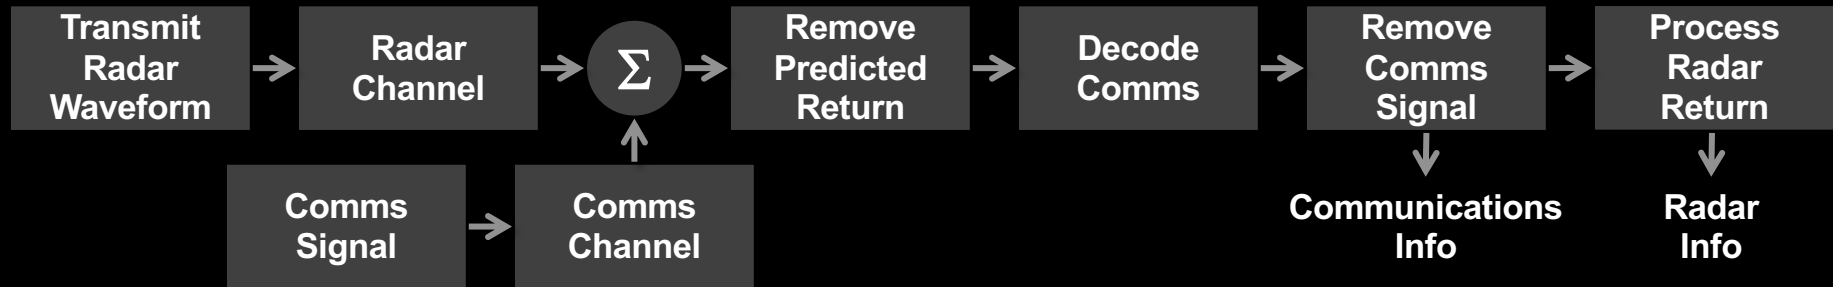 Transmit
Radar
Waveform
Radar
Channel
Σ
Remove
Predicted
Return
Decode
Comms
Remove
Comms
Signal
Process
Radar
Return
Comms
Signal
Comms
Channel
Communications
Info
Radar
Info